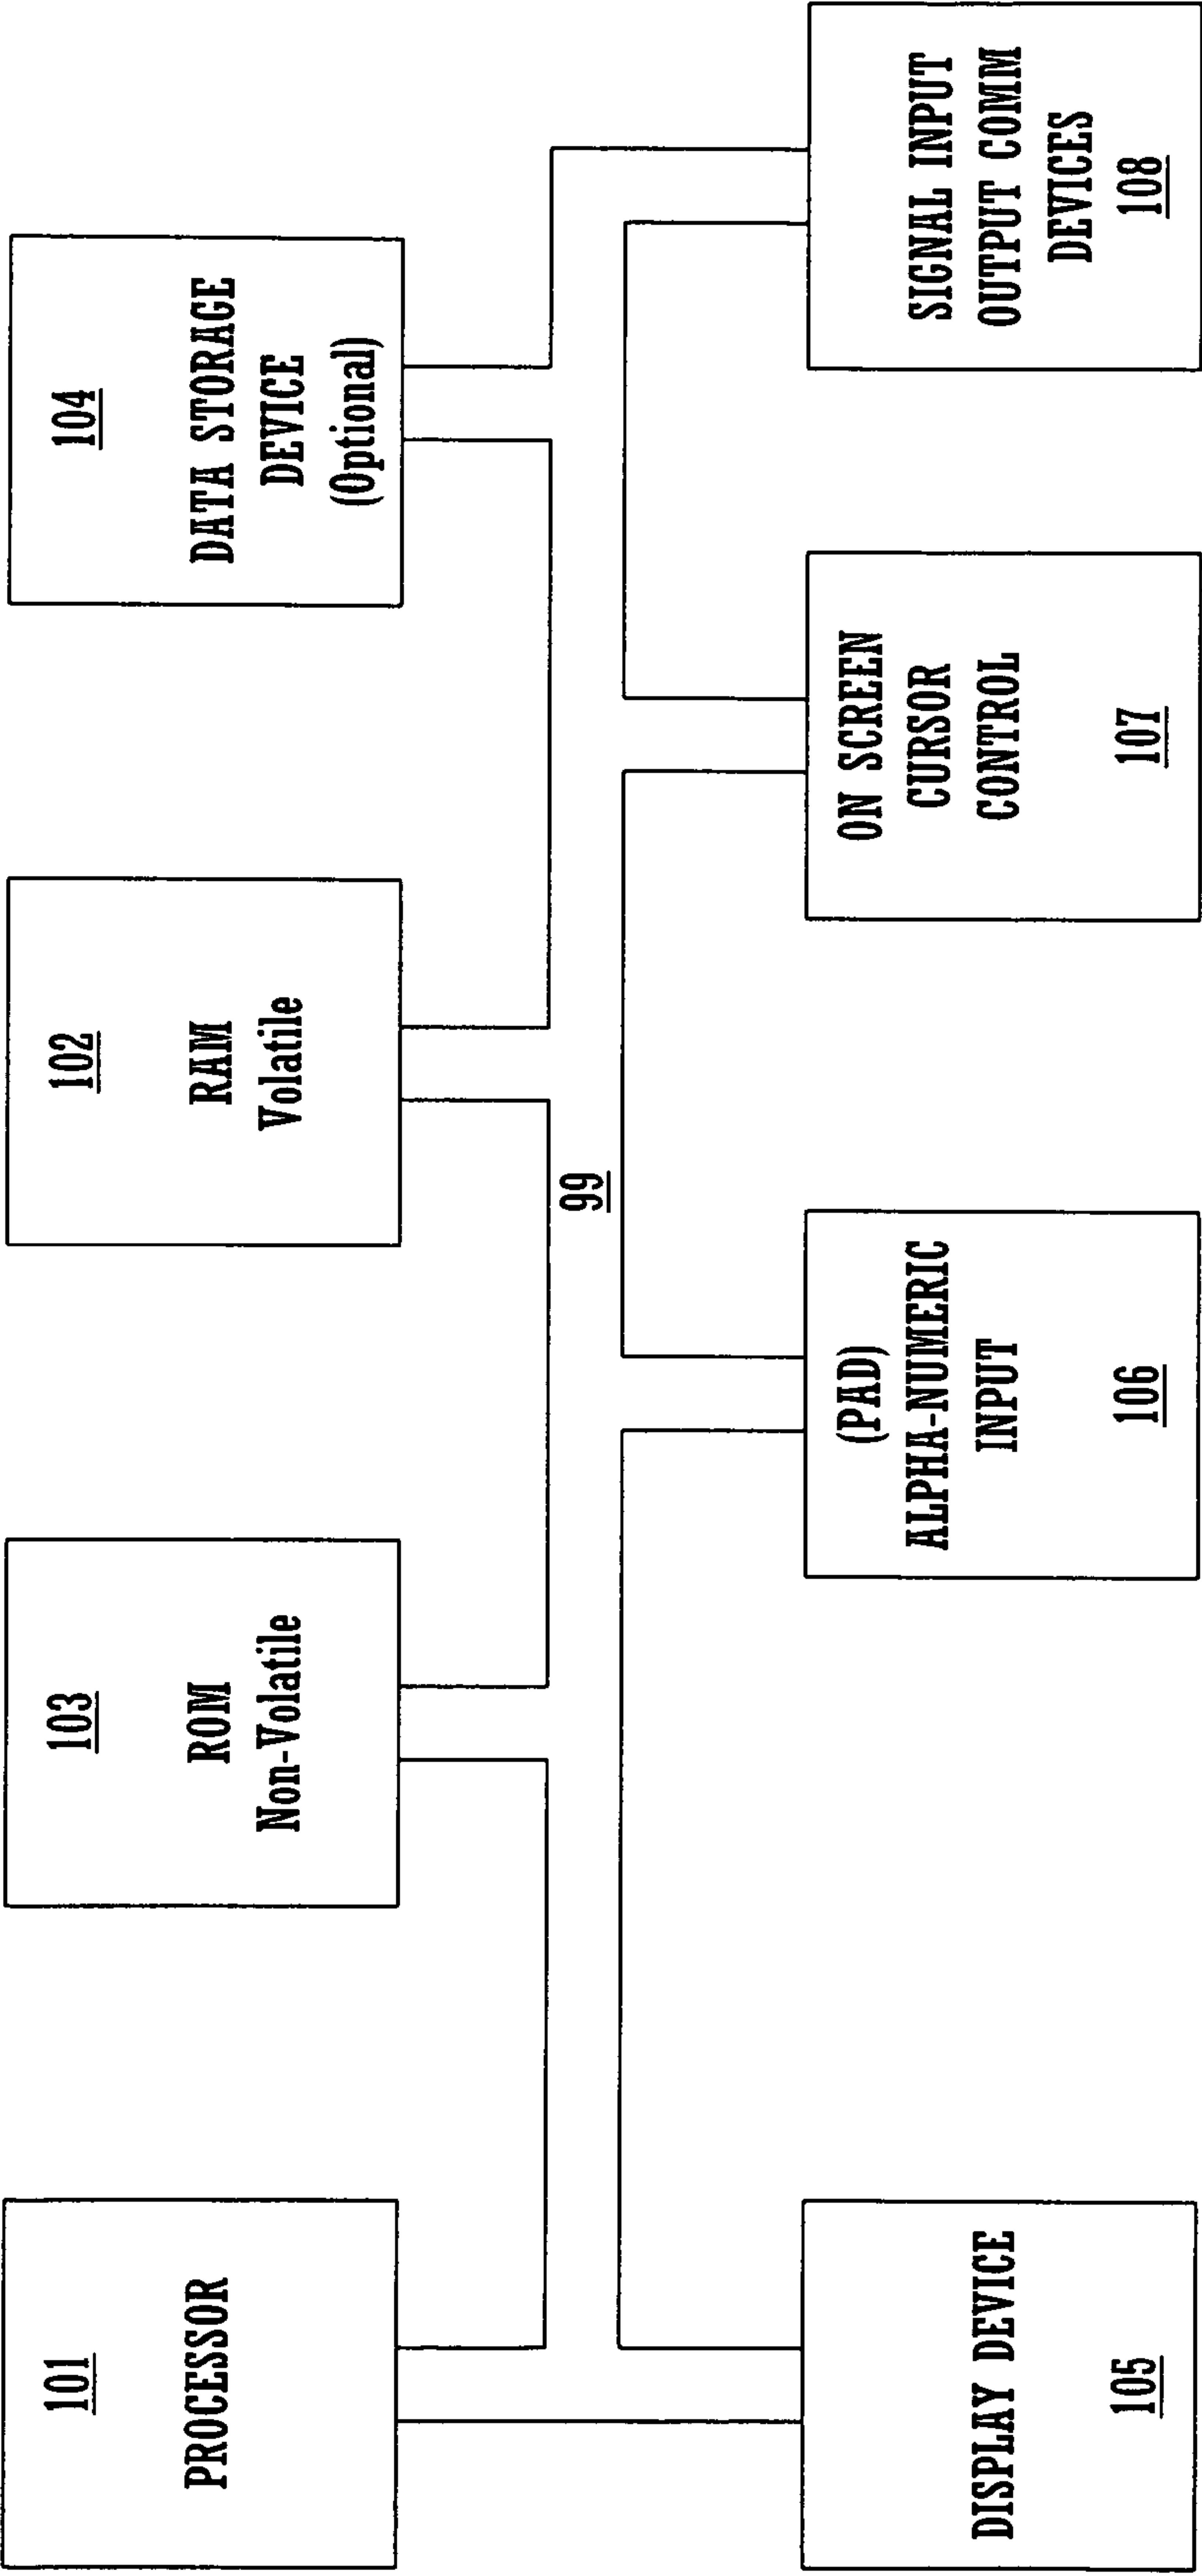 101
PROCESSOR
103
ROM
Non-Volatile
102
RAM
Volatile
104
DATA STORAGE
DEVICE
(Optional)
99
DISPLAY DEVICE
105
(PAD)
ALPHA-NUMERIC
INPUT
106
ON SCREEN
CURSOR
CONTROL
107
SIGNAL INPUT
OUTPUT COMM
DEVICES
108